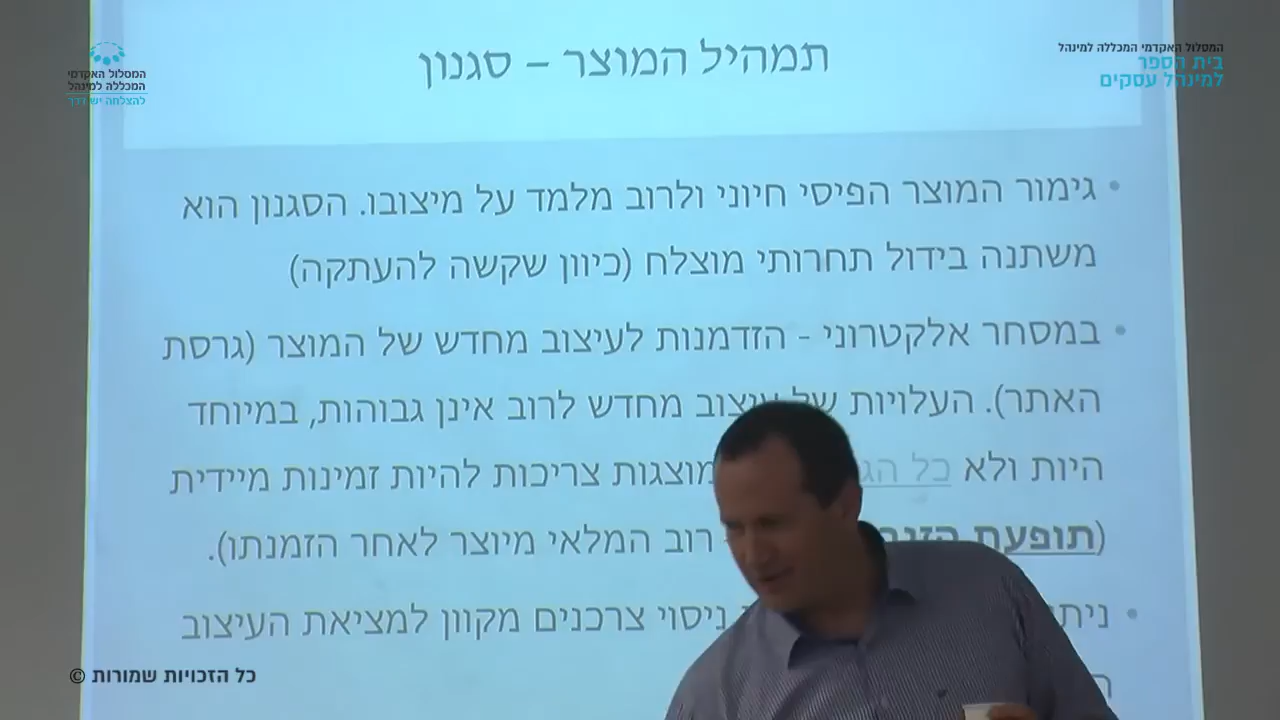 המסלול האקדמי המכללה למינהל
בית הספר
למינהל עסקים
המסלול האקדמי
המכללה למינהל
להצלחה יש דרך
תמהיל המוצר – סגנון
• גימור המוצר הפיסי חיוני ולרוב מלמד על מיצובו. הסגנון הוא
משתנה בידול תחרותי מוצלח (כיוון שקשה להעתקה)
• במסחר אלקטרוני - הזדמנות לעיצוב מחדש של המוצר (גרסת
האתר). העלויות של עיצוב מחדש לרוב אינן גבוהות, במיוחד
היות ולא כל מוצגות צריכות להיות זמינות מיידית
(תופעת רוב המלאי מיוצר לאחר הזמנתו).
• ניסוי צרכנים מקוון למציאת העיצוב
כל הזכויות שמורות ©